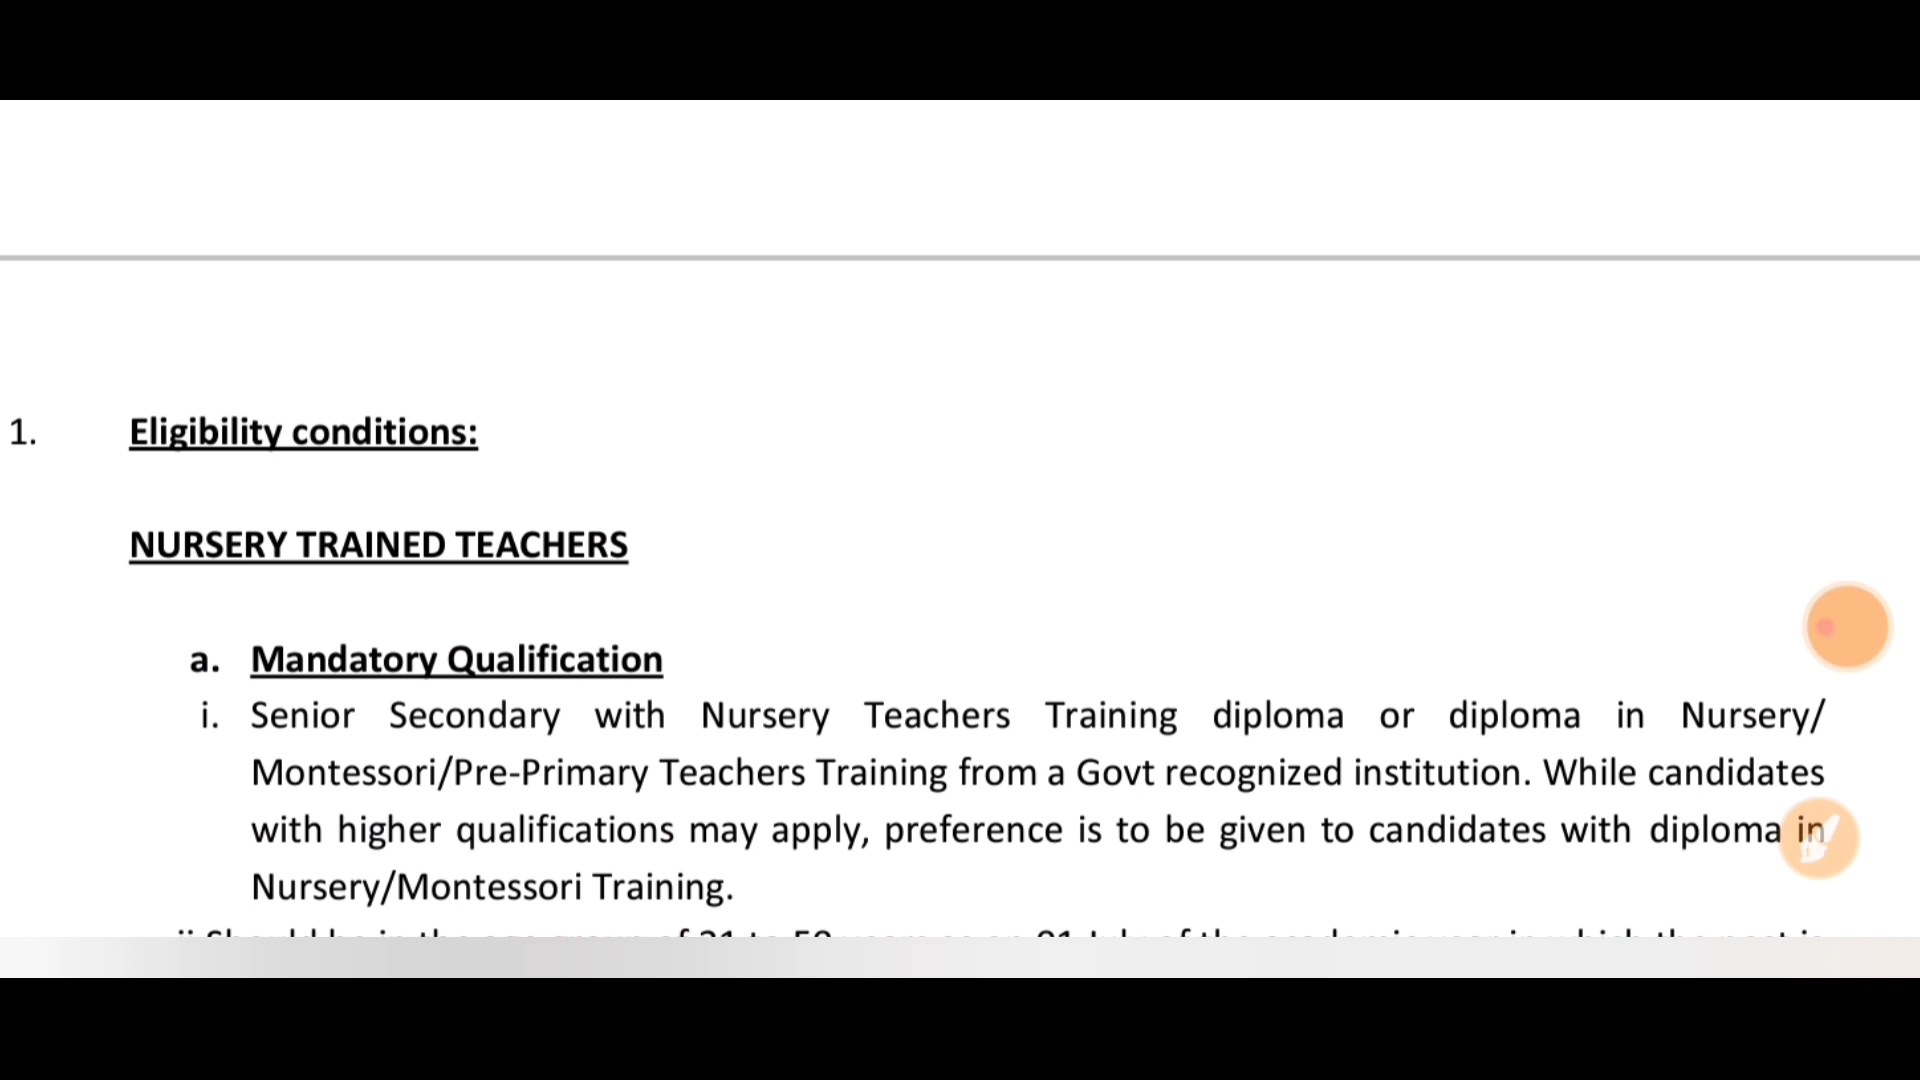 1. Eligibility conditions:
NURSERY TRAINED TEACHERS
a. Mandatory Qualification
i. Senior Secondary with Nursery Teachers Training diploma or diploma in Nursery/
Montessori/Pre-Primary Teachers Training from a Govt recognized institution. While candidates
with higher qualifications may apply, preference is to be given to candidates with diploma in
Nursery/Montessori Training.